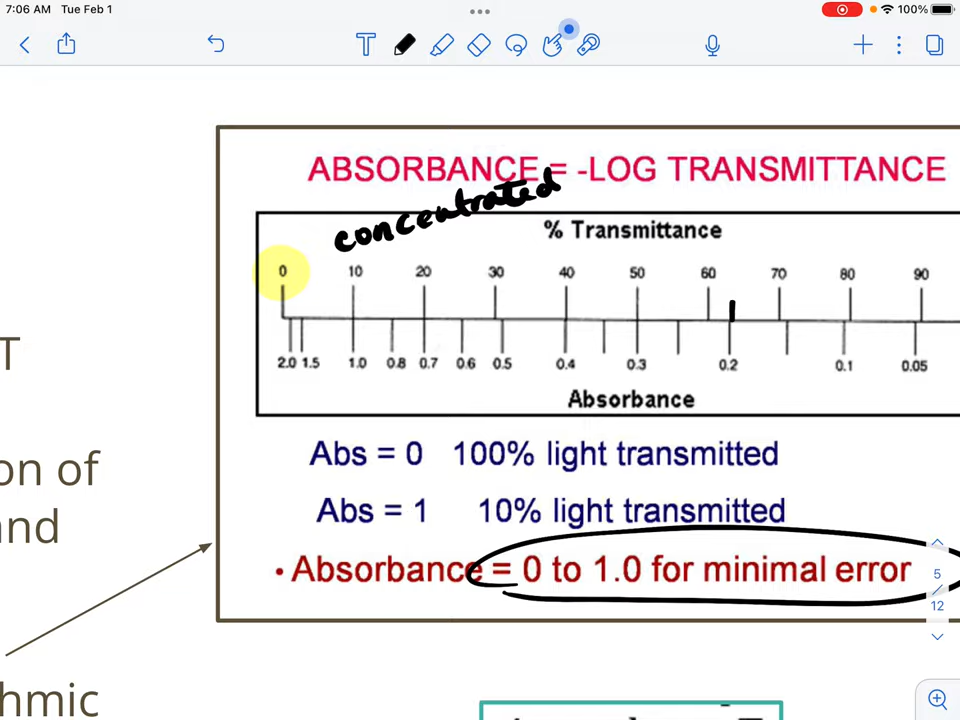 7:06 AM Tue Feb 1
100%
T
ABSORBANCE = -LOG TRANSMITTANCE
concentrated
% Transmittance
0 10 20 30 40 50 60 70 80 90
2.0 1.5 1.0 0.8 0.7 0.6 0.5 0.4 0.3 0.2 0.1 0.05
Absorbance
T
Abs = 0 100% light transmitted
on of
Abs = 1 10% light transmitted
and
• Absorbance = 0 to 1.0 for minimal error
5
/
12
hmic